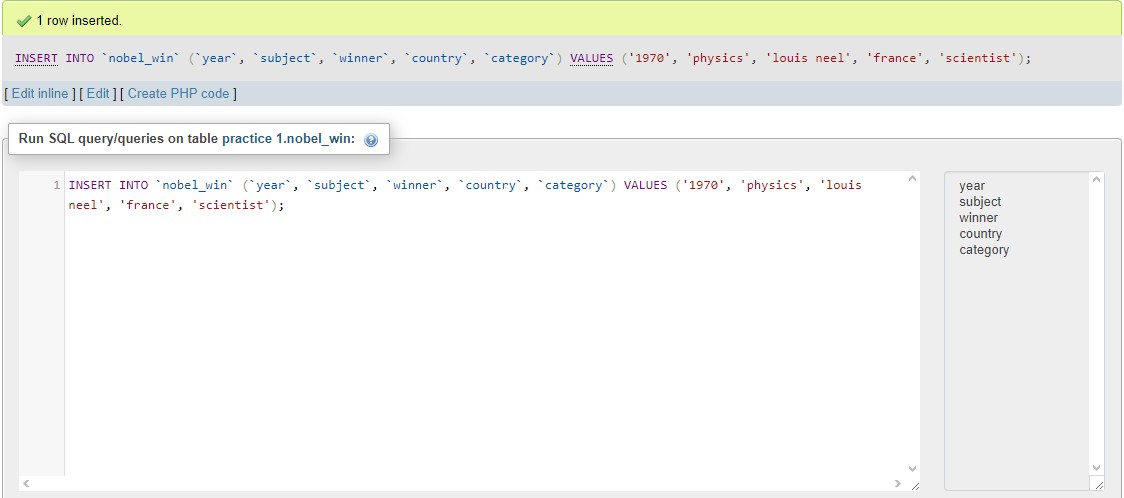 1 row inserted.
INSERT INTO `nobel_win` (`year`, `subject`, `winner`, `country`, `category`) VALUES ('1970', 'physics', 'louis neel', 'france', 'scientist');
[ Edit inline ] [ Edit ] [ Create PHP code ]
Run SQL query/queries on table practice 1.nobel_win:
1 INSERT INTO `nobel_win` (`year`, `subject`, `winner`, `country`, `category`) VALUES ('1970', 'physics', 'louis
neel', 'france', 'scientist');
year
subject
winner
country
category